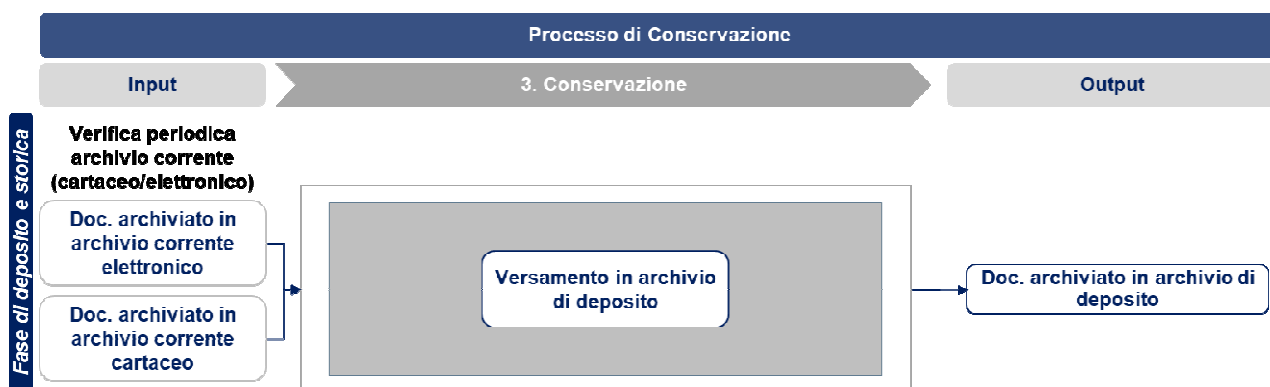 Processo di Conservazione
Input
3. Conservazione
Output
Fase di deposito e storica
Verifica periodica
archivio corrente
(cartaceo/elettronico)
Doc. archiviato in
archivio corrente
elettronico
Doc. archiviato in
archivio corrente
cartaceo
Versamento in archivio
di deposito
Doc. archiviato in archivio di
deposito